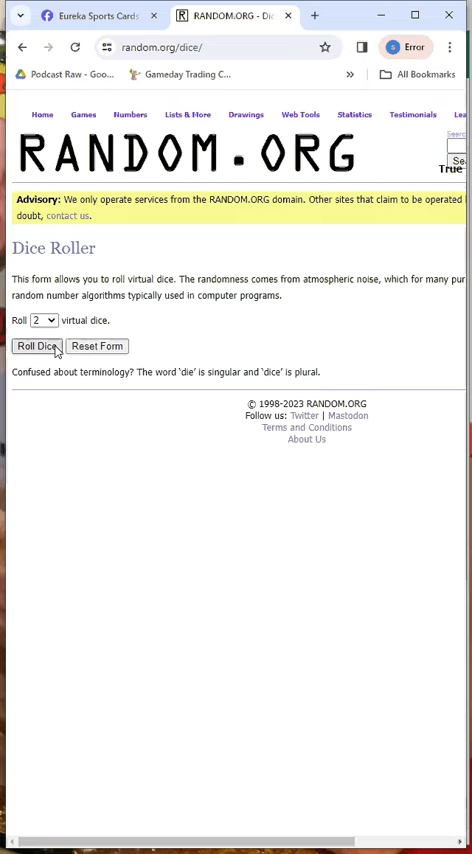 Eureka Sports Cards
RANDOM.ORG - Dic
random.org/dice/
s Error
Podcast Raw - Goo...
Gameday Trading C...
All Bookmarks
Home Games Numbers Lists & More Drawings Web Tools Statistics Testimonials Lea
RANDOM.ORG
Searc
Sea
True
Advisory: We only operate services from the RANDOM.ORG domain. Other sites that claim to be operated
doubt, contact us.
Dice Roller
This form allows you to roll virtual dice. The randomness comes from atmospheric noise, which for many pur
random number algorithms typically used in computer programs.
Roll 2 virtual dice.
Roll Dice Reset Form
Confused about terminology? The word 'die' is singular and 'dice' is plural.
© 1998-2023 RANDOM.ORG
Follow us: Twitter | Mastodon
Terms and Conditions
About Us